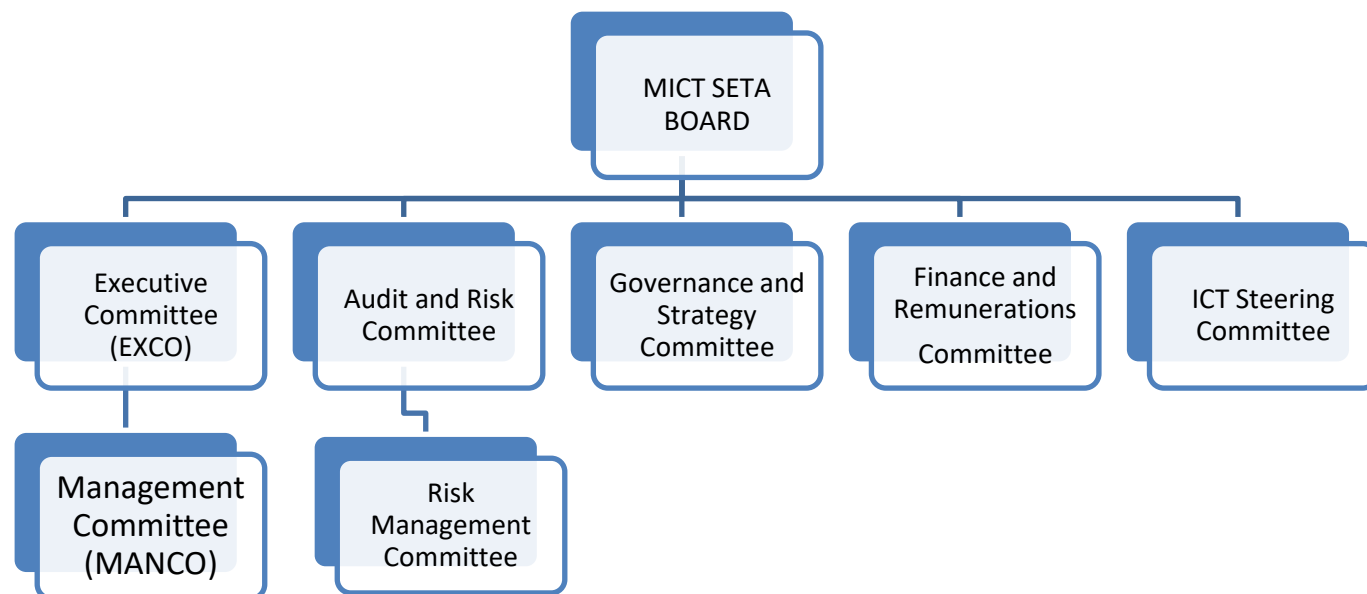 MICT SETA
BOARD
Executive
Committee
(EXCO)
Audit and Risk
Committee
Governance and
Strategy
Committee
Finance and
Remunerations
Committee
ICT Steering
Committee
Management
Committee
(MANCO)
Risk
Management
Committee